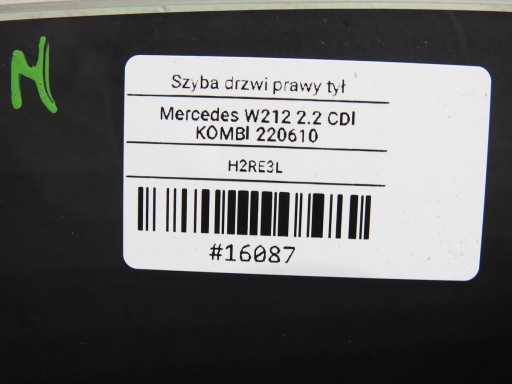 N
Szyba drzwi prawy tył
Mercedes W212 2.2 CDI
KOMBI 220610
H2RE3L
#16087